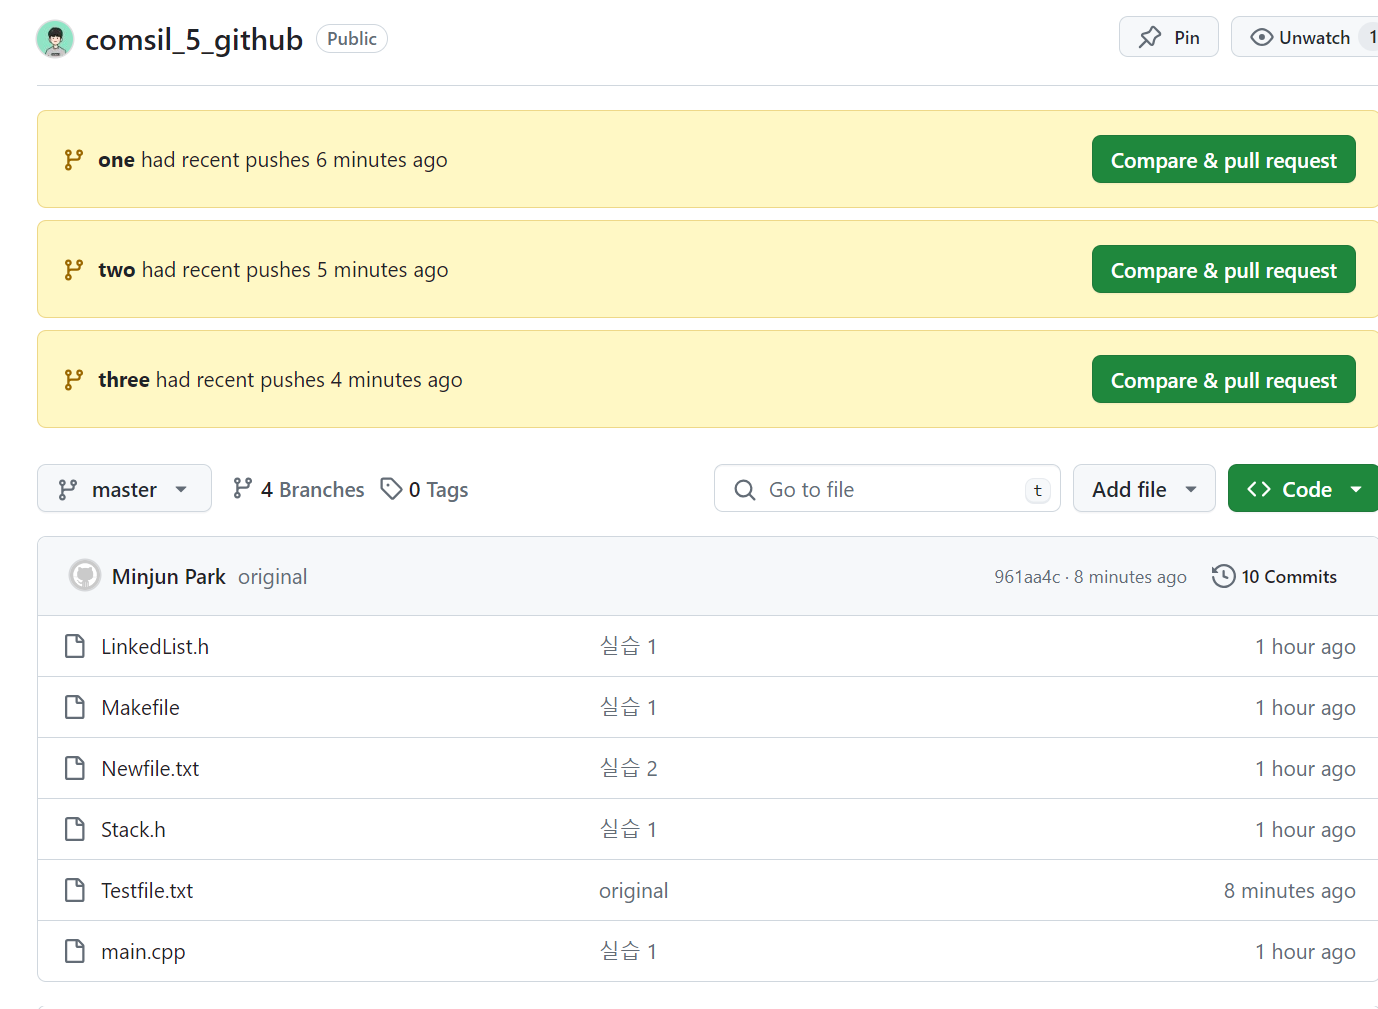 comsil_5_github Public Pin Unwatch 1
one had recent pushes 6 minutes ago Compare & pull request
two had recent pushes 5 minutes ago Compare & pull request
three had recent pushes 4 minutes ago Compare & pull request
master 4 Branches 0 Tags Go to file t Add file Code
Minjun Park original 961aa4c · 8 minutes ago 10 Commits
LinkedList.h 실습 1 1 hour ago
Makefile 실습 1 1 hour ago
Newfile.txt 실습 2 1 hour ago
Stack.h 실습 1 1 hour ago
Testfile.txt original 8 minutes ago
main.cpp 실습 1 1 hour ago